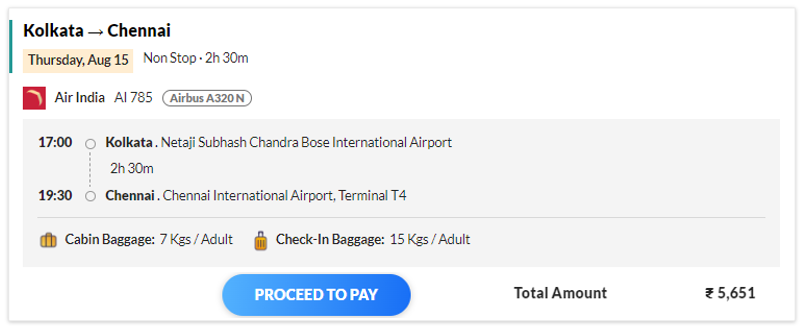 Kolkata → Chennai
Thursday, Aug 15 Non Stop · 2h 30m
Air India AI 785 Airbus A320 N
17:00 Kolkata . Netaji Subhash Chandra Bose International Airport
2h 30m
19:30 Chennai . Chennai International Airport, Terminal T4
Cabin Baggage: 7 Kgs / Adult Check-In Baggage: 15 Kgs / Adult
PROCEED TO PAY Total Amount ₹ 5,651